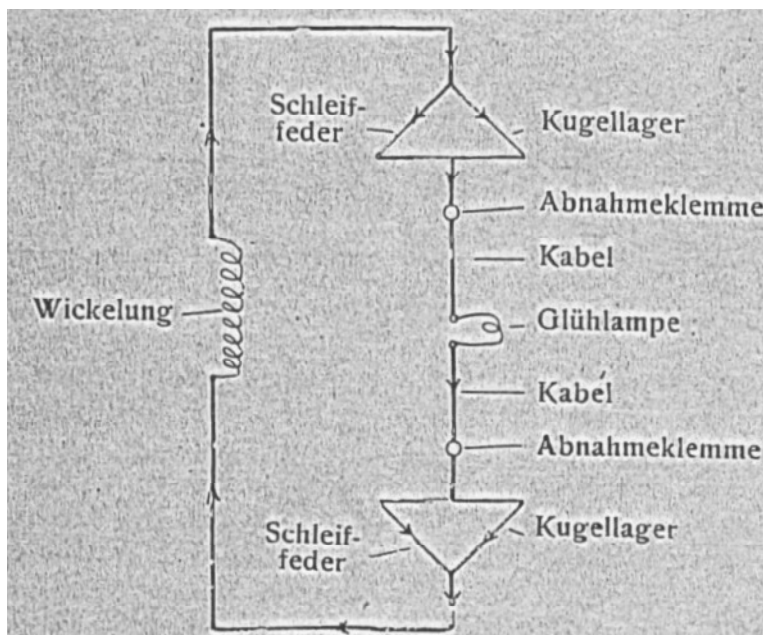 Schleif-
feder
Kugellager
Abnahmeklemme
Kabel
Wickelung
Glühlampe
Kabel
Abnahmeklemme
Schleif-
feder
Kugellager